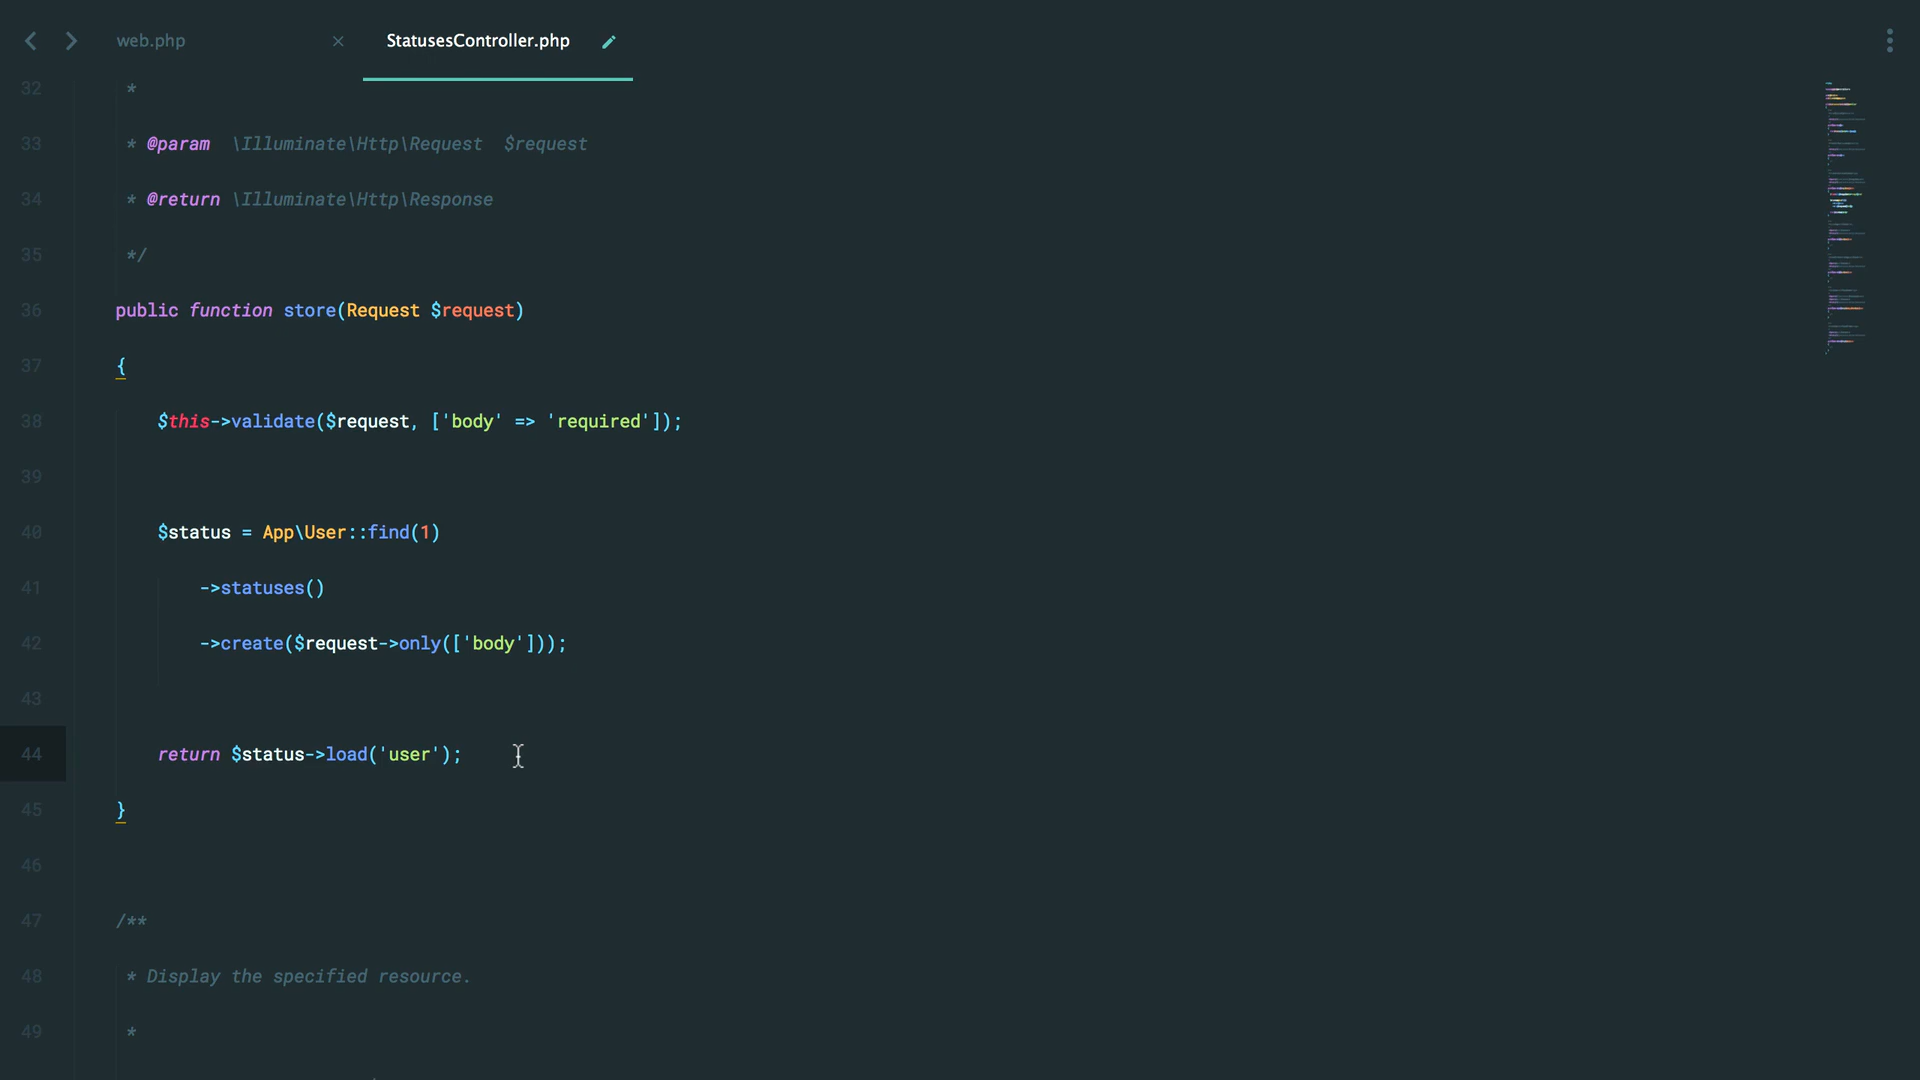 web.php × StatusesController.php
32 *
33 * @param \Illuminate\Http\Request $request
34 * @return \Illuminate\Http\Response
35 */
36 public function store(Request $request)
37 {
38 $this->validate($request, ['body' => 'required']);
39
40 $status = App\User::find(1)
41 ->statuses()
42 ->create($request->only(['body']));
43
44 return $status->load('user');
45 }
46
47 /**
48 * Display the specified resource.
49 *